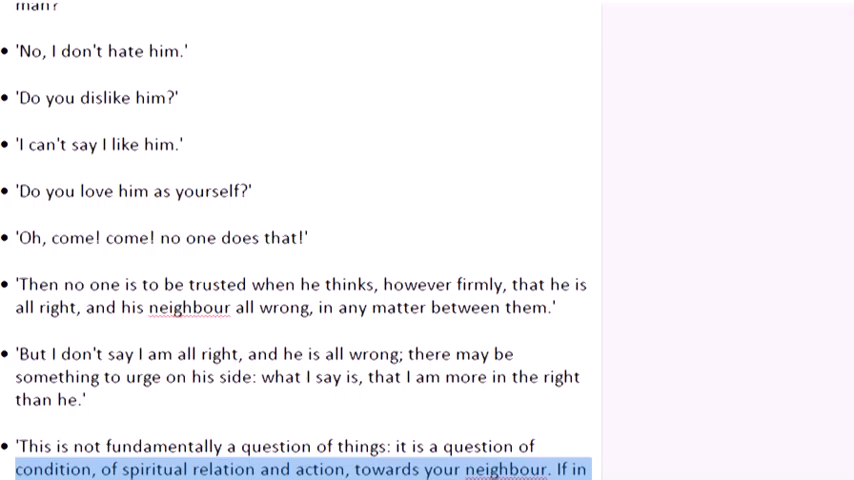 • 'No, I don't hate him.'
• 'Do you dislike him?'
• 'I can't say I like him.'
• 'Do you love him as yourself?'
• 'Oh, come! come! no one does that!'
• 'Then no one is to be trusted when he thinks, however firmly, that he is
all right, and his neighbour all wrong, in any matter between them.'
• 'But I don't say I am all right, and he is all wrong; there may be
something to urge on his side: what I say is, that I am more in the right
than he.'
• 'This is not fundamentally a question of things: it is a question of
condition, of spiritual relation and action, towards your neighbour. If in